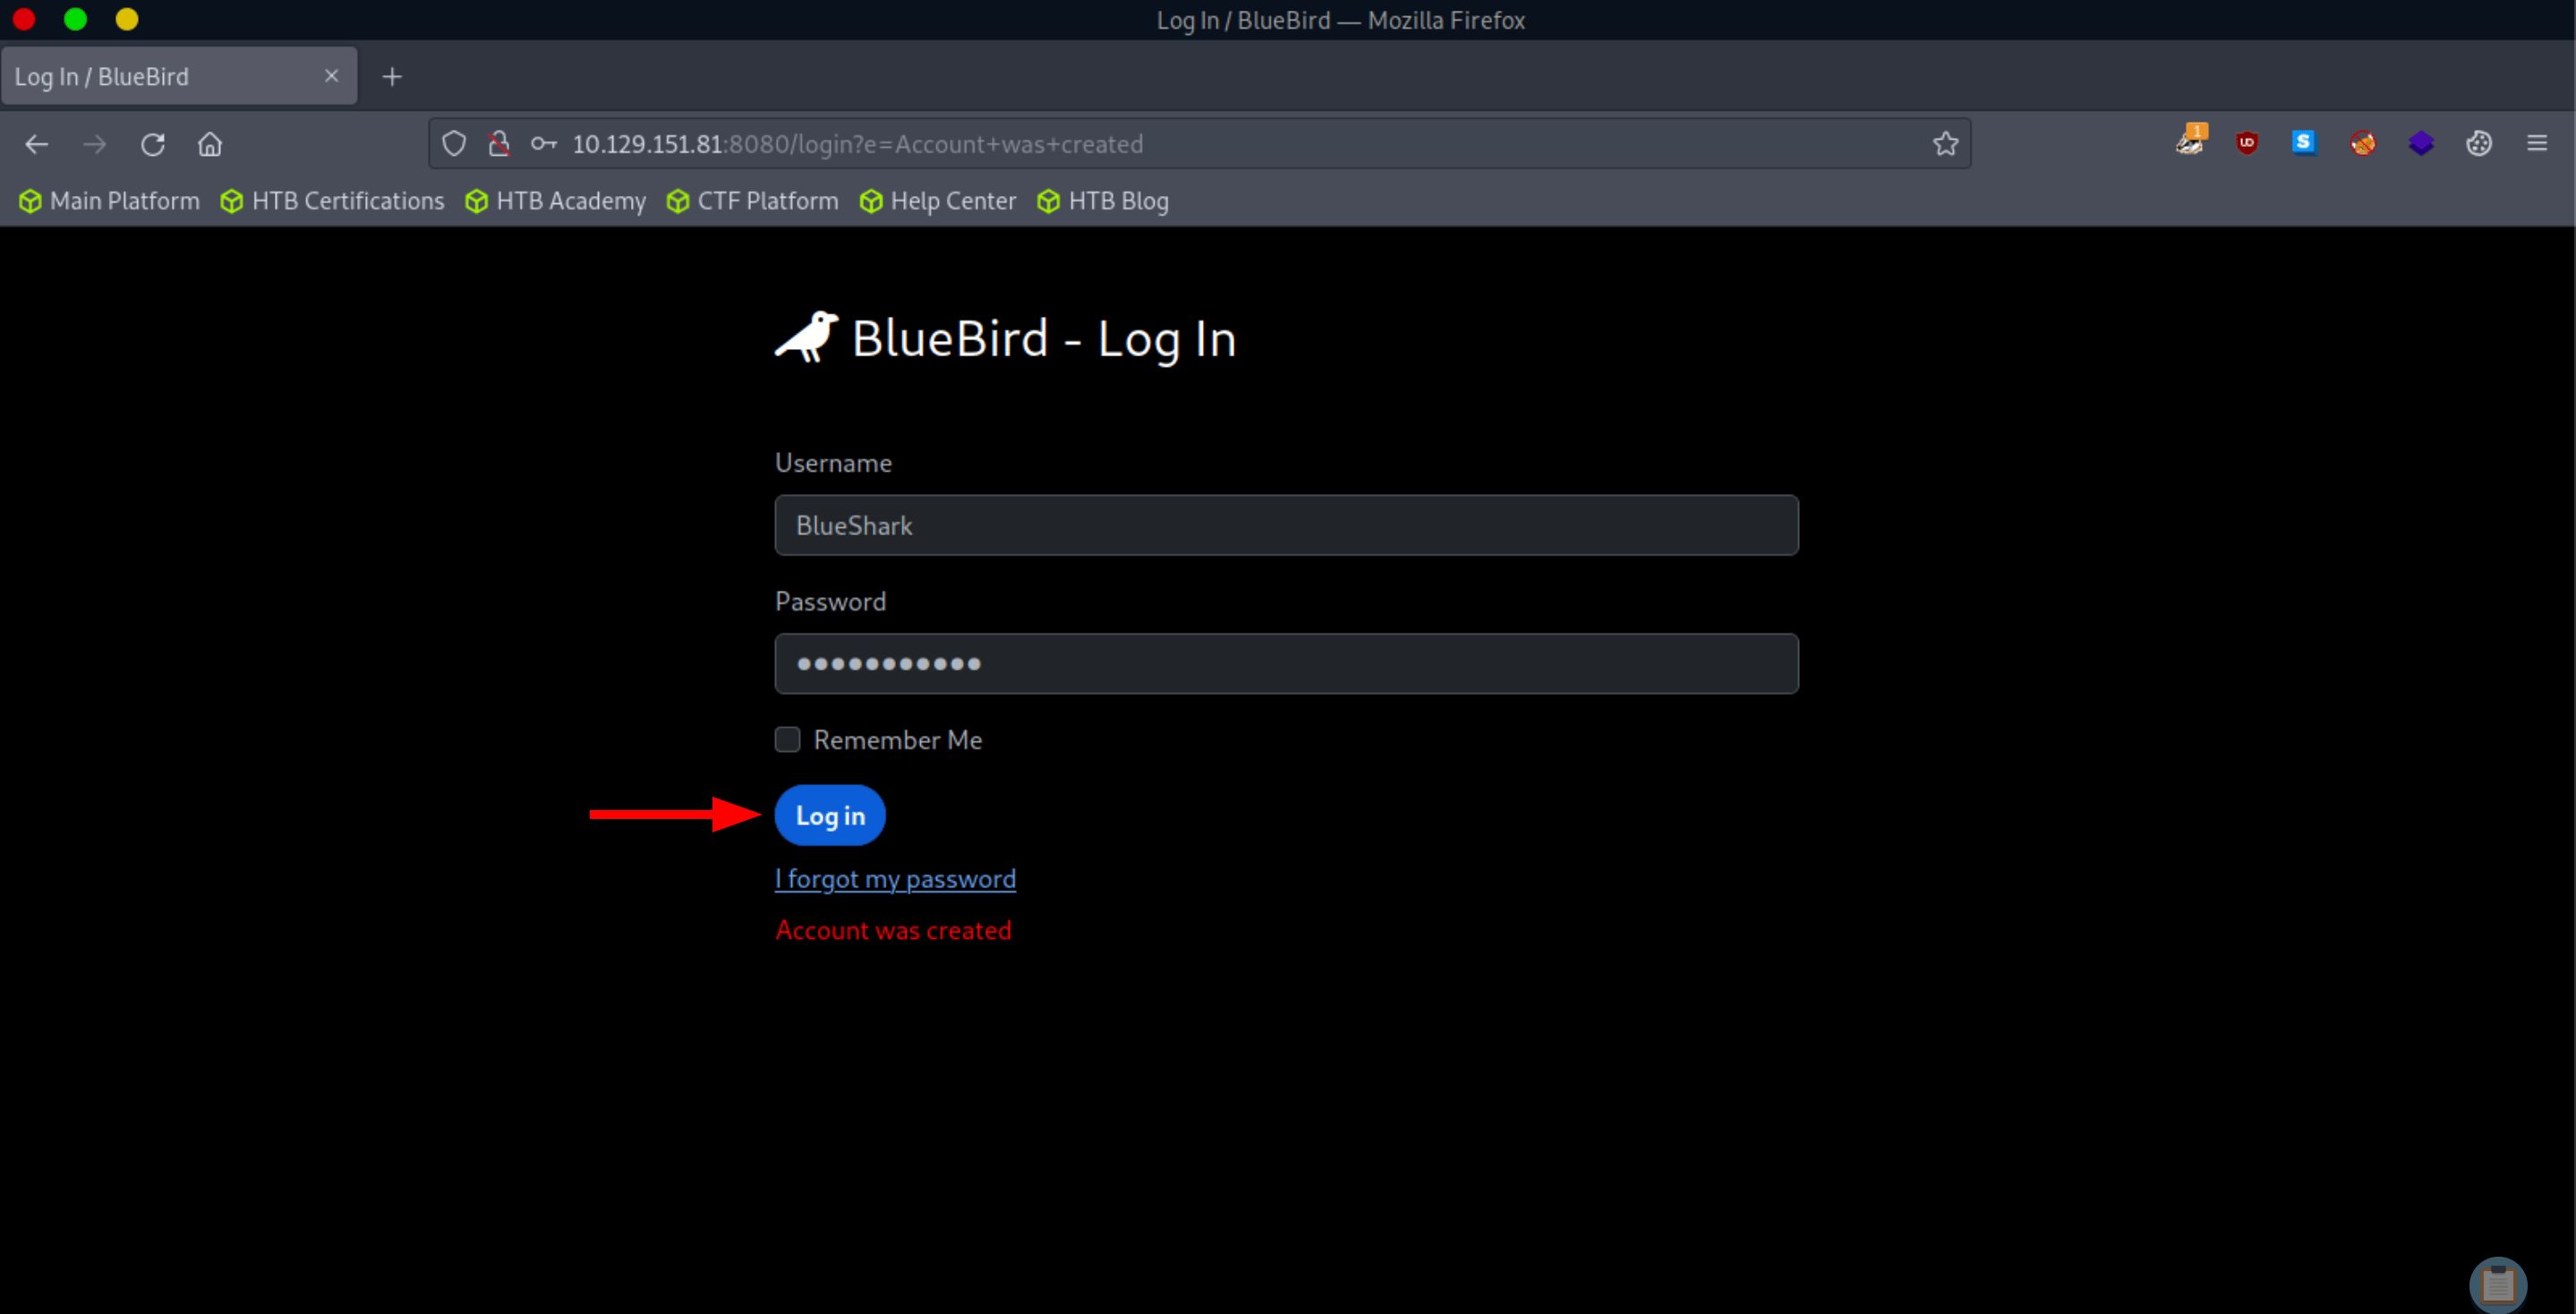 Log In / BlueBird — Mozilla Firefox
Log In / BlueBird
10.129.151.81:8080/login?e=Account+was+created
1
UD
S
Main Platform HTB Certifications HTB Academy CTF Platform Help Center HTB Blog
BlueBird - Log In
Username
BlueShark
Password
●●●●●●●●●●●
Remember Me
Log in
I forgot my password
Account was created